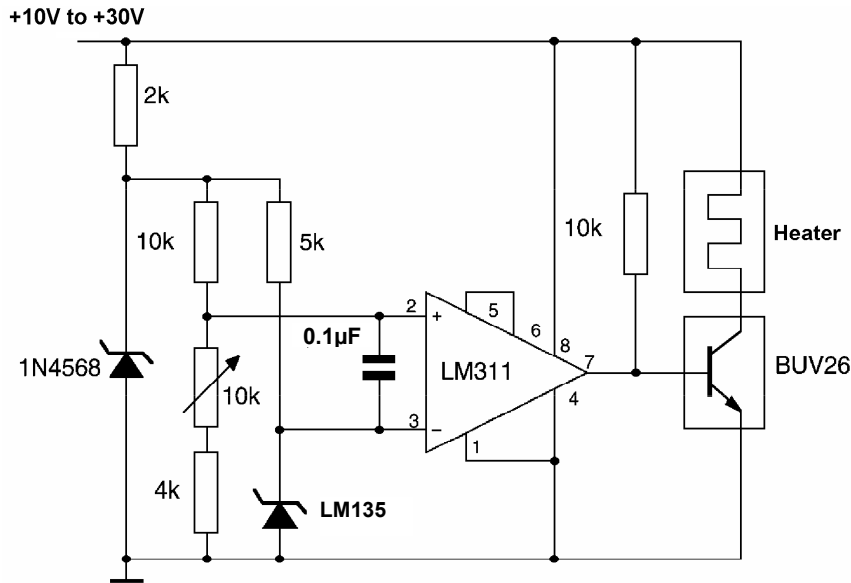 +10V to +30V
2k
10k
5k
10k
Heater
0.1µF
2
+
5
6
8
7
1N4568
10k
LM311
BUV26
4
3
−
1
4k
LM135